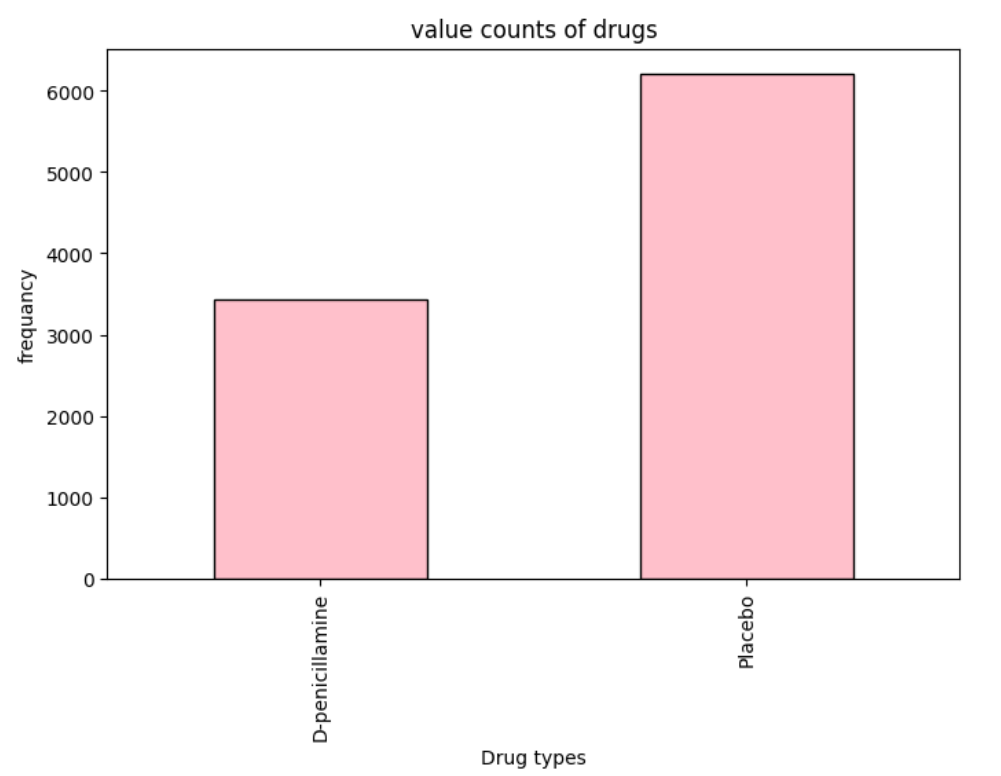 value counts of drugs
frequancy
6000
5000
4000
3000
2000
1000
0
D-penicillamine
Placebo
Drug types